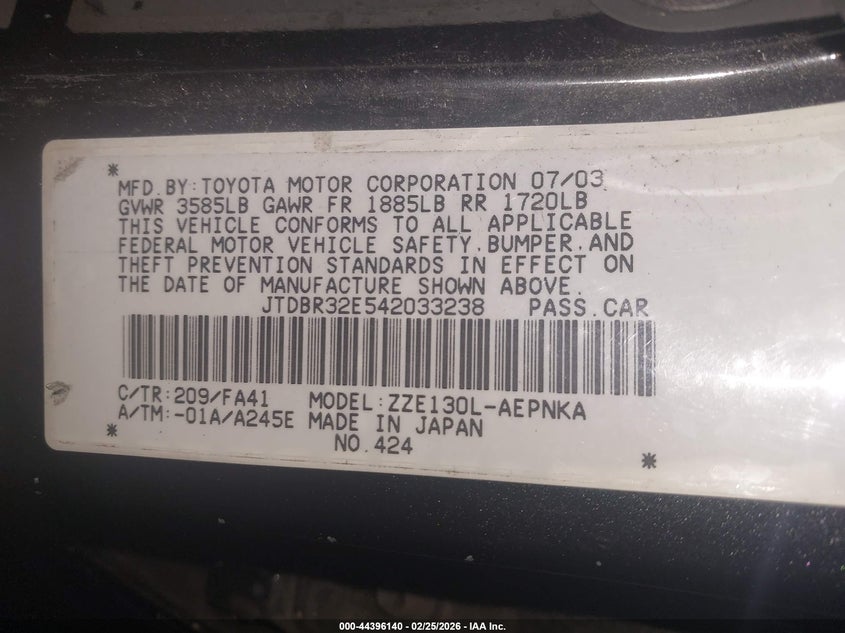 MFD.BY:TOYOTA MOTOR CORPORATION 07/03
GVWR 3585LB GAWR FR 1885LB RR 1720LB
THIS VEHICLE CONFORMS TO ALL APPLICABLE
FEDERAL MOTOR VEHICLE SAFETY.BUMPER.AND
THEFT PREVENTION STANDARDS IN EFFECT ON
THE DATE OF MANUFACTURE SHOWN ABOVE.
JTDBR32E542033238 PASS.CAR
C/TR:209/FA41 MODEL:ZZE130L-AEPNKA
A/TM:-01A/A245E MADE IN JAPAN
NO.424
000-44396140 - 02/25/2026 - IAA Inc.